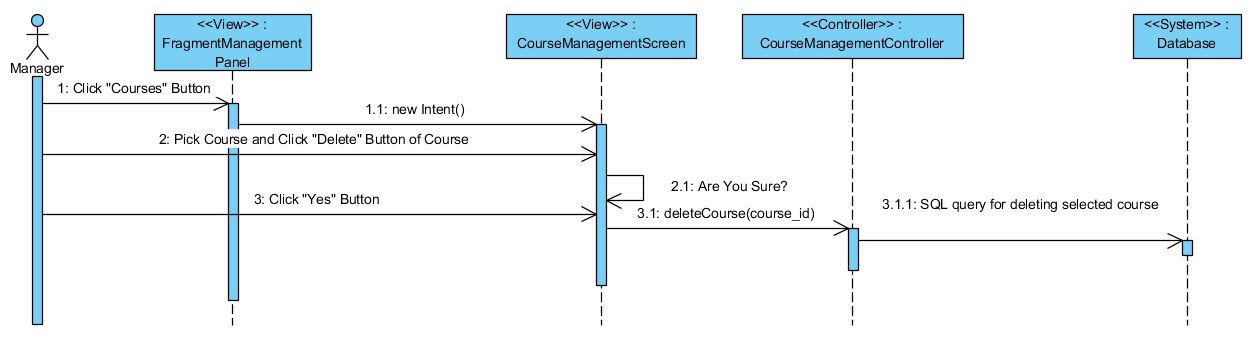 <<View>> :
FragmentManagement
Panel
<<View>> :
CourseManagementScreen
<<Controller>> :
CourseManagementController
<<System>> :
Database
Manager
1: Click "Courses" Button
1.1: new Intent()
2: Pick Course and Click "Delete" Button of Course
2.1: Are You Sure?
3: Click "Yes" Button
3.1: deleteCourse(course_id)
3.1.1: SQL query for deleting selected course